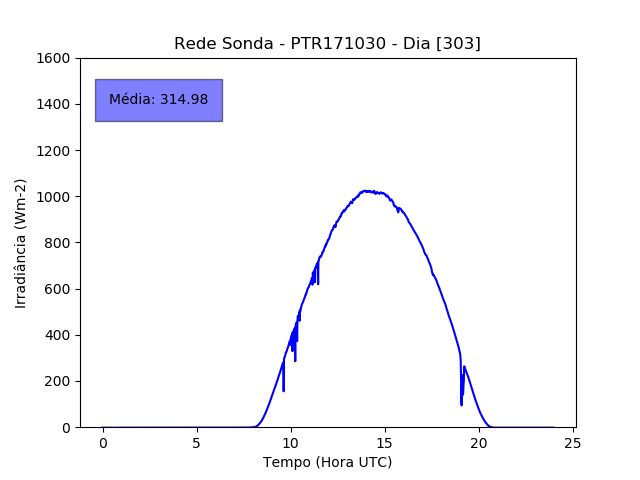 Rede Sonda - PTR171030 - Dia [303]
1600
1400
1200
1000
800
600
400
200
0
Média: 314.98
Irradiância (Wm-2)
0 5 10 15 20 25
Tempo (Hora UTC)